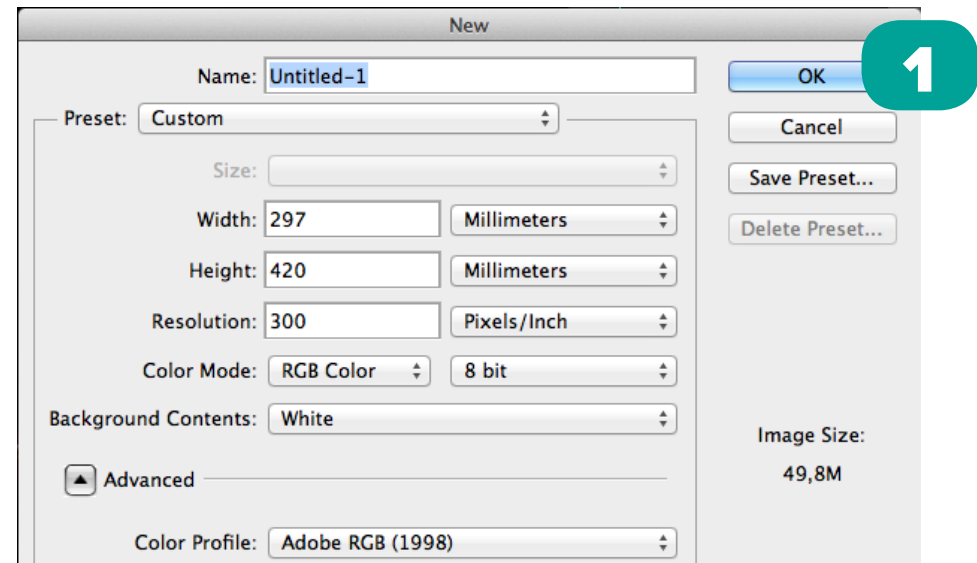 New
1
Name: Untitled-1
OK
Preset: Custom
Cancel
Size:
Save Preset...
Width: 297 Millimeters
Delete Preset...
Height: 420 Millimeters
Resolution: 300 Pixels/Inch
Color Mode: RGB Color 8 bit
Background Contents: White
Image Size:
49,8M
Advanced
Color Profile: Adobe RGB (1998)